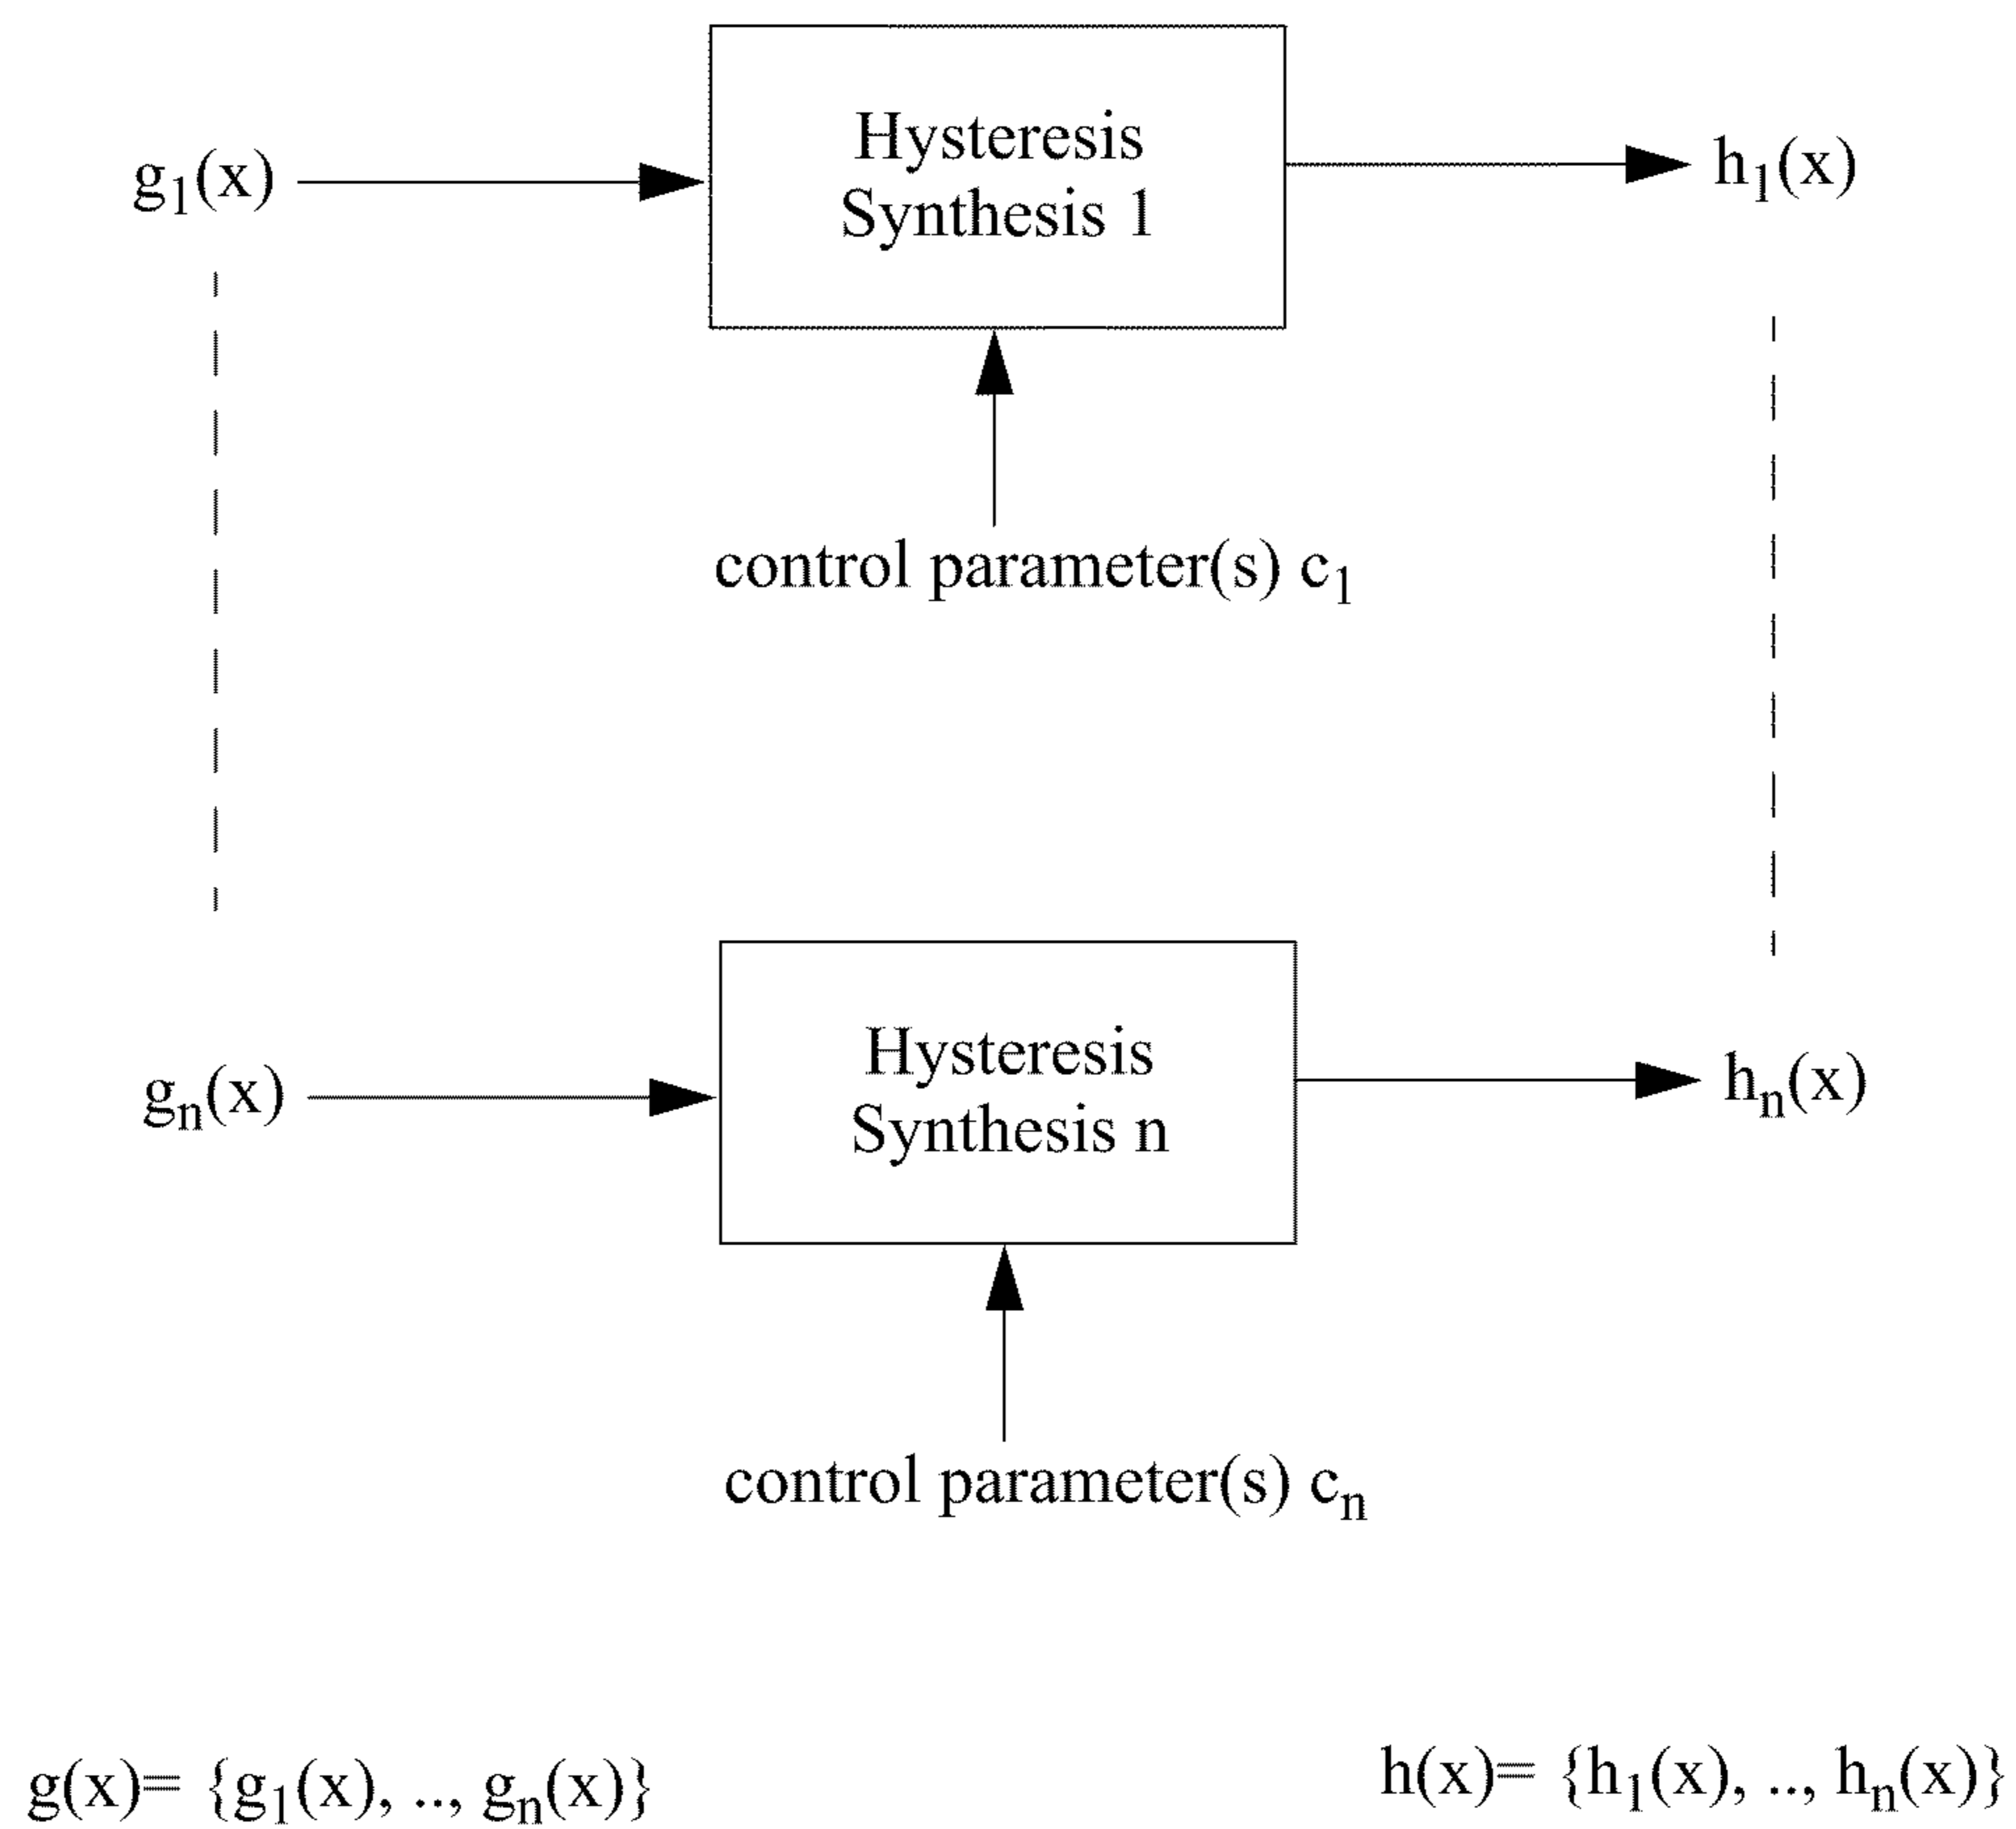 g₁(x)
Hysteresis
Synthesis 1
h₁(x)
control parameter(s) c₁
gₙ(x)
Hysteresis
Synthesis n
hₙ(x)
control parameter(s) cₙ
g(x)= {g₁(x), .., gₙ(x)}
h(x)= {h₁(x), .., hₙ(x)}